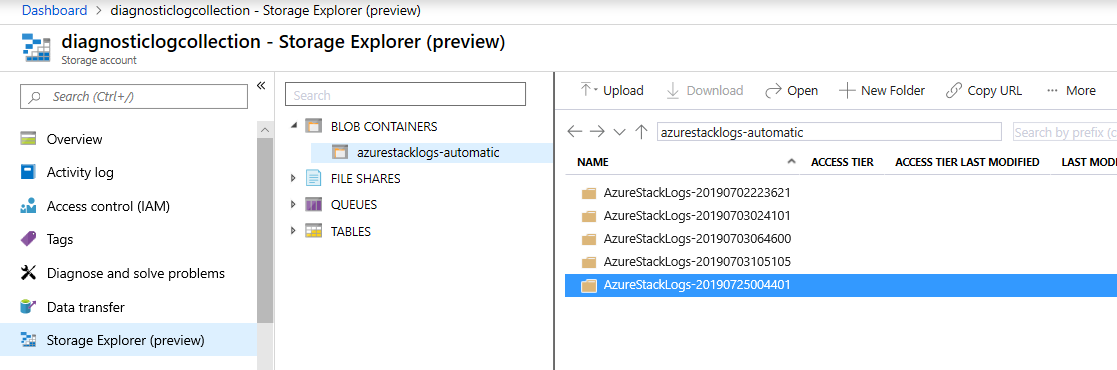 Dashboard > diagnosticlogcollection - Storage Explorer (preview)
diagnosticlogcollection - Storage Explorer (preview)
Storage account
Search (Ctrl+/)
Overview
Activity log
Access control (IAM)
Tags
Diagnose and solve problems
Data transfer
Storage Explorer (preview)
Search
BLOB CONTAINERS
azurestacklogs-automatic
FILE SHARES
QUEUES
TABLES
Upload Download Open New Folder Copy URL More
azurestacklogs-automatic Search by prefix (c
NAME ACCESS TIER ACCESS TIER LAST MODIFIED LAST MODI
AzureStackLogs-20190702223621
AzureStackLogs-20190703024101
AzureStackLogs-20190703064600
AzureStackLogs-20190703105105
AzureStackLogs-20190725004401